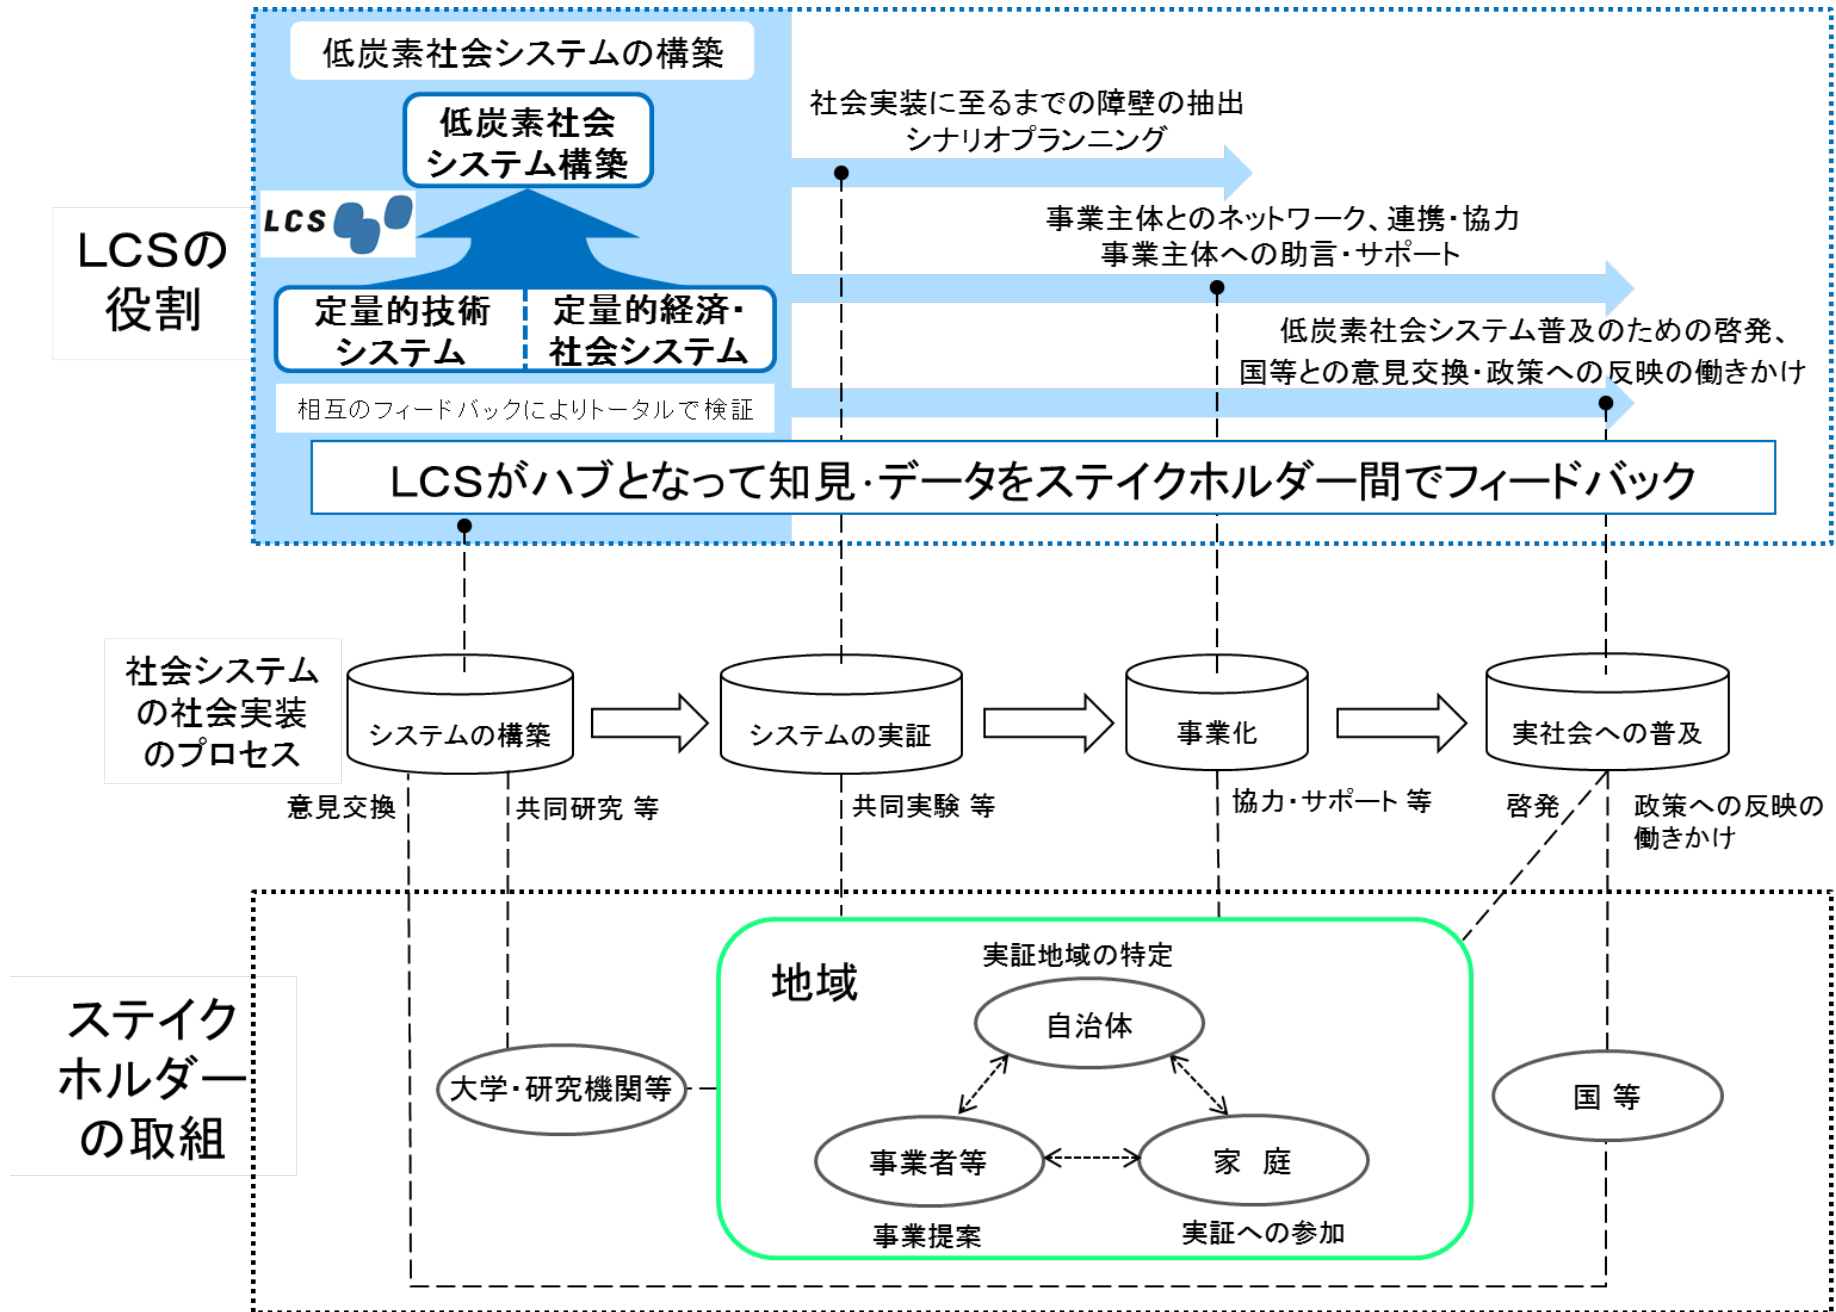 低炭素社会システムの構築
低炭素社会
システム構築
LCS
定量的技術
システム
定量的経済・
社会システム
相互のフィードバックによりトータルで検証
社会実装に至るまでの障壁の抽出
シナリオプランニング
事業主体とのネットワーク、連携・協力
事業主体への助言・サポート
低炭素社会システム普及のための啓発、
国等との意見交換・政策への反映の働きかけ
LCSの
役割
LCSがハブとなって知見・データをステイクホルダー間でフィードバック
社会システム
の社会実装
のプロセス
システムの構築
システムの実証
事業化
実社会への普及
意見交換
共同研究 等
共同実験 等
協力・サポート 等
啓発
政策への反映の
働きかけ
ステイク
ホルダー
の取組
地域
実証地域の特定
自治体
大学・研究機関等
事業者等
家 庭
国 等
事業提案
実証への参加